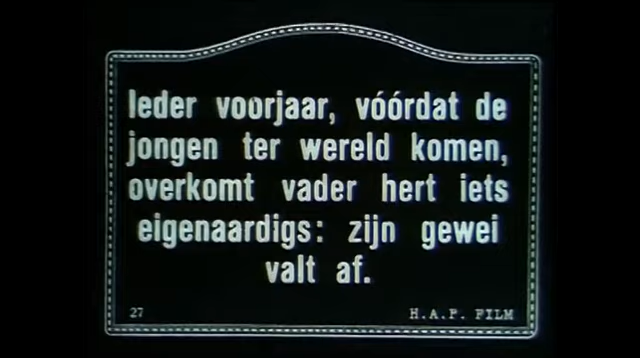 Ieder voorjaar, vóórdat de
jongen ter wereld komen,
overkomt vader hert iets
eigenaardigs: zijn gewei
valt af.
27
H.A.P. FILM